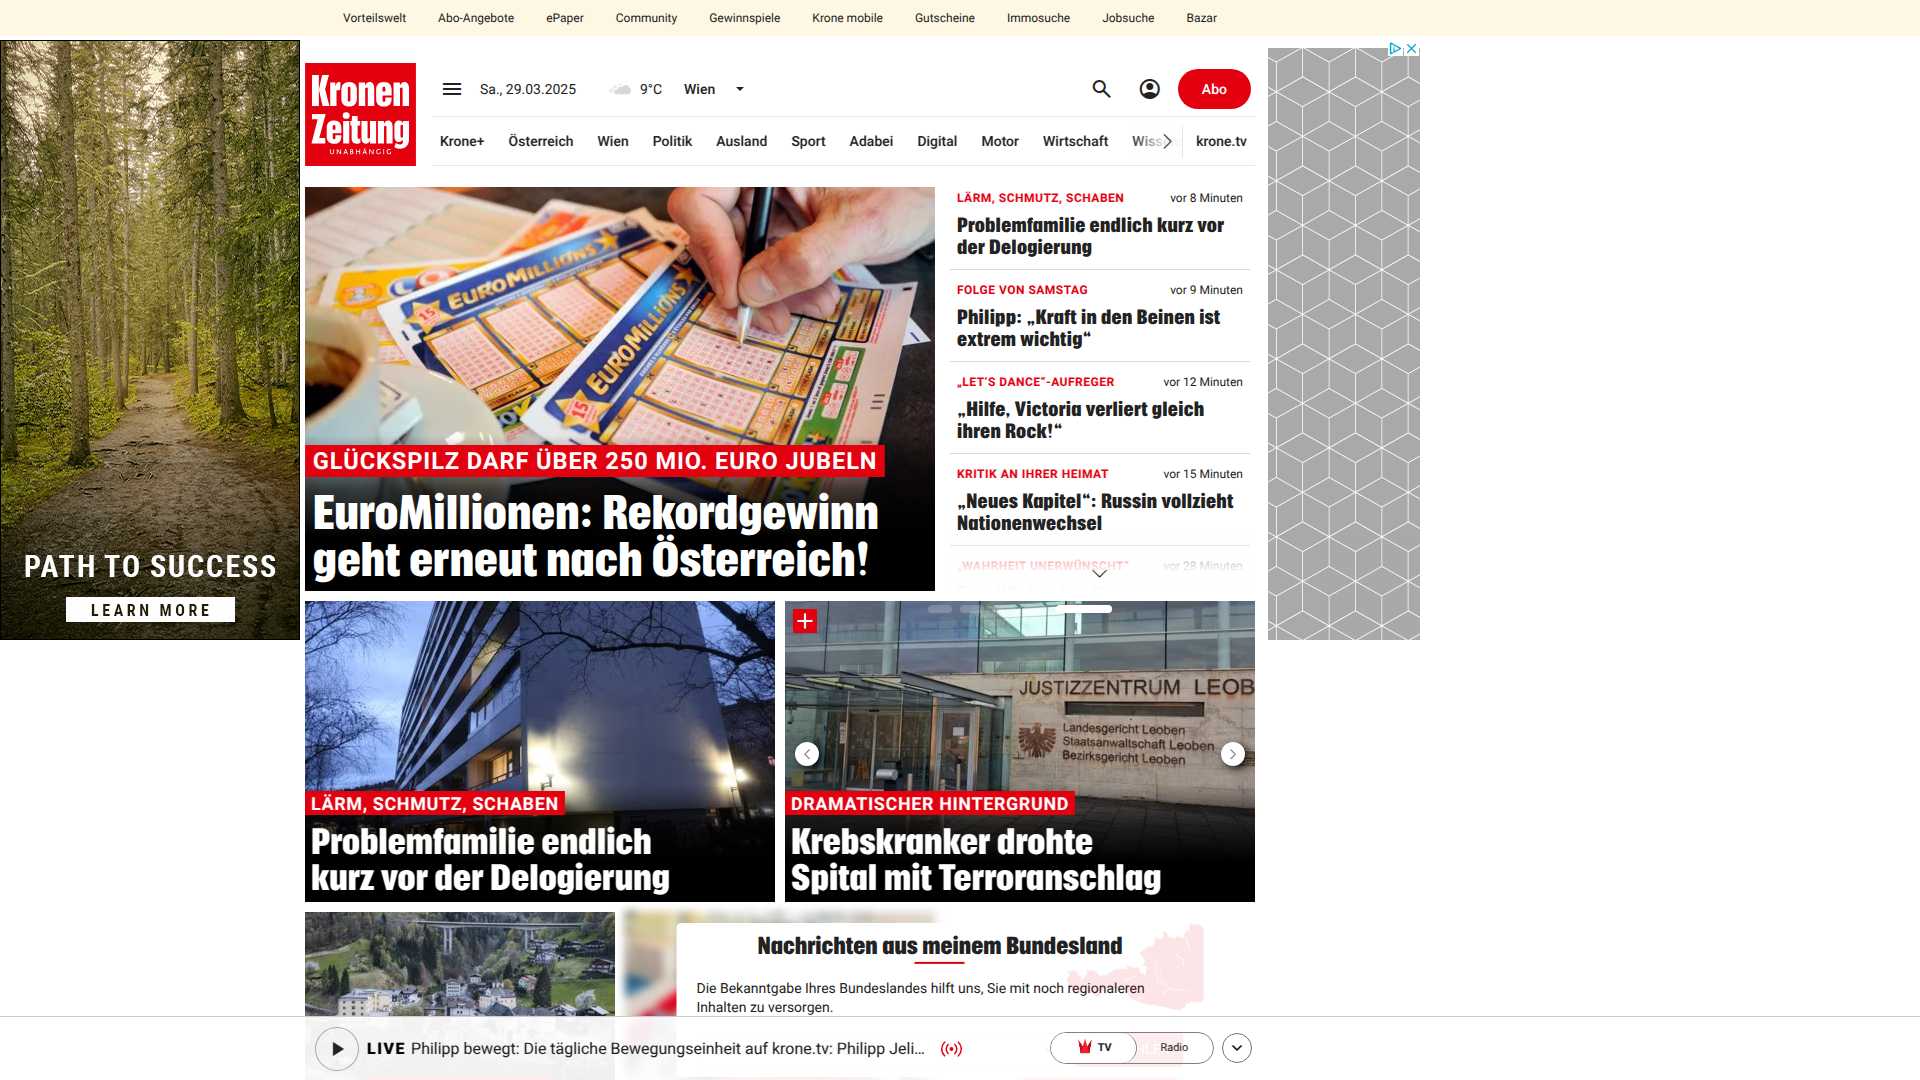 Vorteilswelt Abo-Angebote ePaper Community Gewinnspiele Krone mobile Gutscheine Immosuche Jobsuche Bazar
Kronen
Zeitung
UNABHÄNGIG
Sa., 29.03.2025 9°C Wien
Abo
Krone+ Österreich Wien Politik Ausland Sport Adabei Digital Motor Wirtschaft Wiss krone.tv
PATH TO SUCCESS
LEARN MORE
EUROMILLIONS
EUROMILLIONS
15
15
GLÜCKSPILZ DARF ÜBER 250 MIO. EURO JUBELN
EuroMillionen: Rekordgewinn
geht erneut nach Österreich!
LÄRM, SCHMUTZ, SCHABEN vor 8 Minuten
Problemfamilie endlich kurz vor
der Delogierung
FOLGE VON SAMSTAG vor 9 Minuten
Philipp: „Kraft in den Beinen ist
extrem wichtig“
„LET’S DANCE“-AUFREGER vor 12 Minuten
„Hilfe, Victoria verliert gleich
ihren Rock!“
KRITIK AN IHRER HEIMAT vor 15 Minuten
„Neues Kapitel“: Russin vollzieht
Nationenwechsel
„WAHRHEIT UNERWÜNSCHT“ vor 28 Minuten
LÄRM, SCHMUTZ, SCHABEN
Problemfamilie endlich
kurz vor der Delogierung
JUSTIZZENTRUM LEOB
Landesgericht Leoben
Staatsanwaltschaft Leoben
Bezirksgericht Leoben
DRAMATISCHER HINTERGRUND
Krebskranker drohte
Spital mit Terroranschlag
Nachrichten aus meinem Bundesland
Die Bekanntgabe Ihres Bundeslandes hilft uns, Sie mit noch regionaleren
Inhalten zu versorgen.
LIVE Philipp bewegt: Die tägliche Bewegungseinheit auf krone.tv: Philipp Jeli...
TV Radio